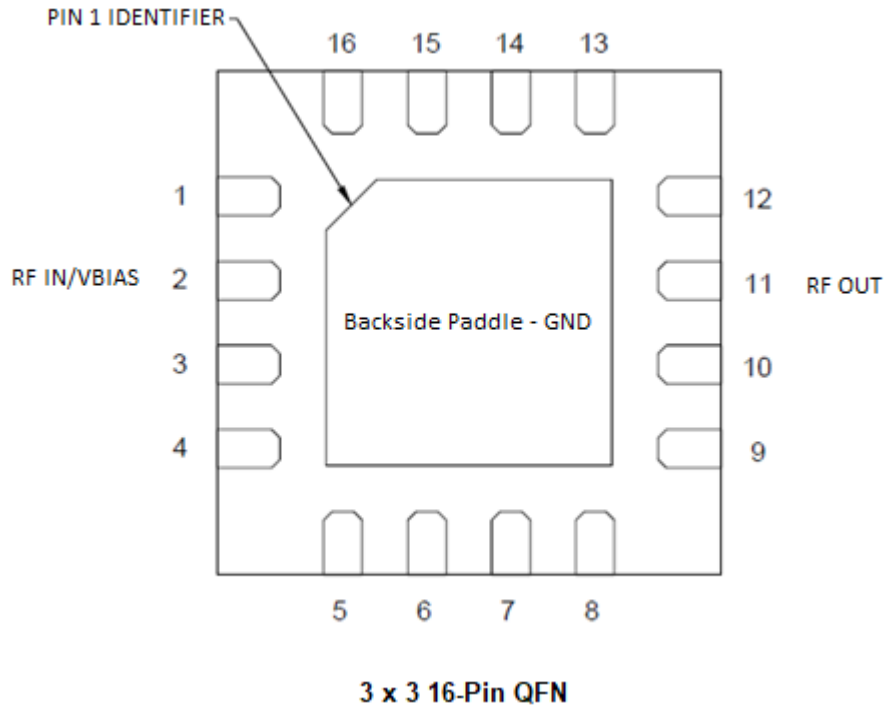 PIN 1 IDENTIFIER
16 15 14 13
1 12
RF IN/VBIAS 2 11 RF OUT
Backside Paddle - GND
3 10
4 9
5 6 7 8
3 x 3 16-Pin QFN